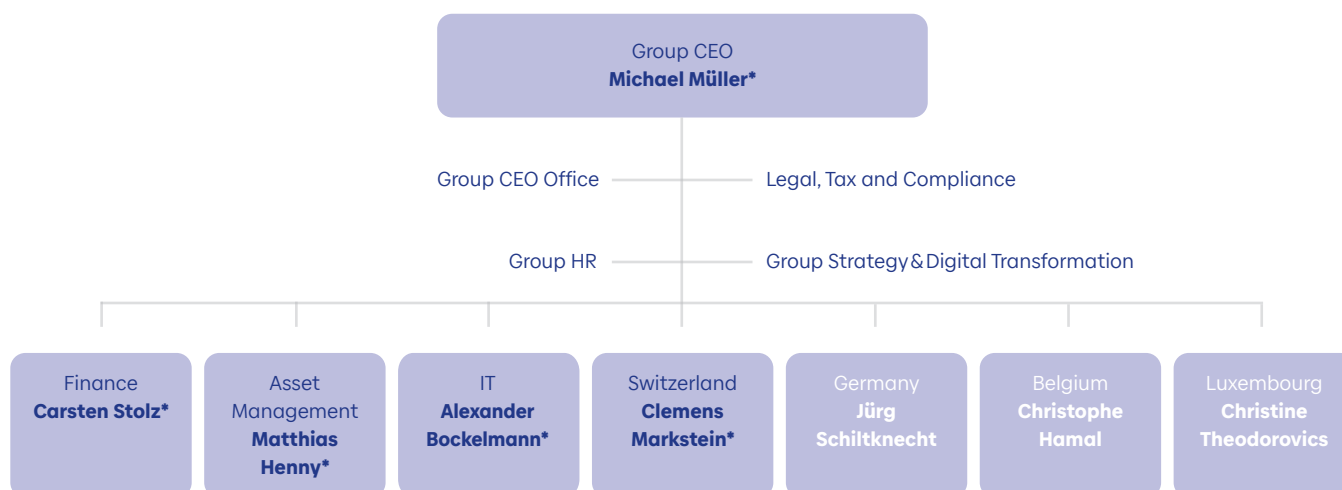 Group CEO
Michael Müller*
Group CEO Office
Legal, Tax and Compliance
Group HR
Group Strategy & Digital Transformation
Finance
Carsten Stolz*
Asset
Management
Matthias
Henny*
IT
Alexander
Bockelmann*
Switzerland
Clemens
Markstein*
Germany
Jürg
Schiltknecht
Belgium
Christophe
Hamal
Luxembourg
Christine
Theodorovics